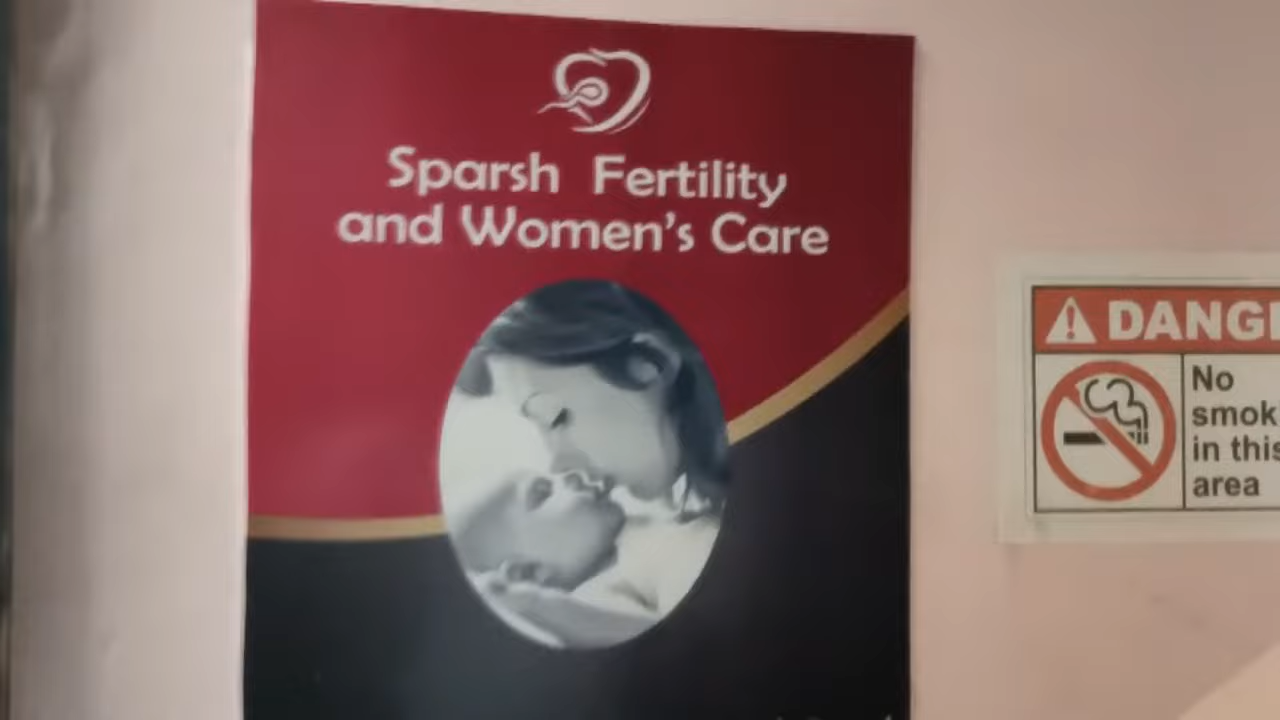 Sparsh Fertility
and Women's Care
DANG
No
smok
in this
area